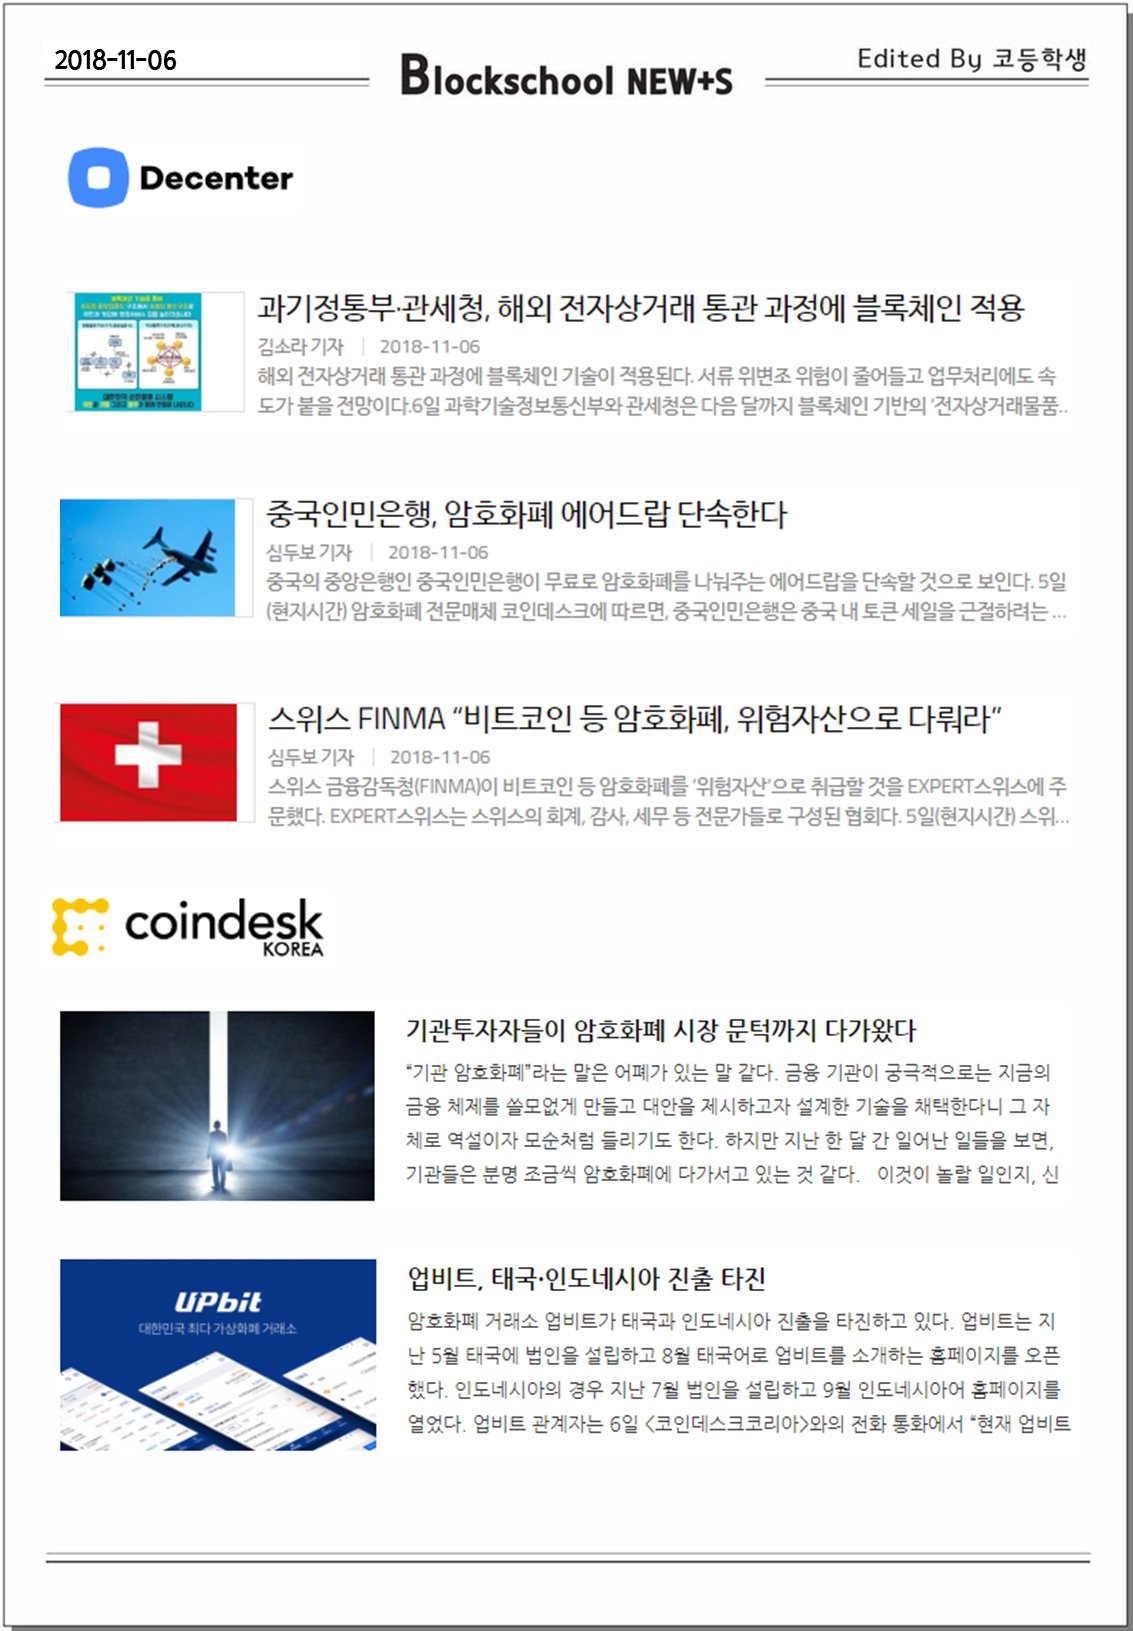 2018-11-06
Blockschool NEW+S
Edited By 코등학생
Decenter
과기정통부·관세청, 해외 전자상거래 통관 과정에 블록체인 적용
김소라 기자 | 2018-11-06
해외 전자상거래 통관 과정에 블록체인 기술이 적용된다. 서류 위변조 위험이 줄어들고 업무처리에도 속
도가 붙을 전망이다.6일 과학기술정보통신부와 관세청은 다음 달까지 블록체인 기반의 '전자상거래물품..
중국인민은행, 암호화폐 에어드랍 단속한다
심두보 기자 | 2018-11-06
중국의 중앙은행인 중국인민은행이 무료로 암호화폐를 나눠주는 에어드랍을 단속할 것으로 보인다. 5일
(현지시간) 암호화폐 전문매체 코인데스크에 따르면, 중국인민은행은 중국 내 토큰 세일을 근절하려는 ...
스위스 FINMA “비트코인 등 암호화폐, 위험자산으로 다뤄라”
심두보 기자 | 2018-11-06
스위스 금융감독청(FINMA)이 비트코인 등 암호화폐를 '위험자산'으로 취급할 것을 EXPERT스위스에 주
문했다. EXPERT스위스는 스위스의 회계, 감사, 세무 등 전문가들로 구성된 협회다. 5일(현지시간) 스위...
coindesk
KOREA
기관투자자들이 암호화폐 시장 문턱까지 다가왔다
“기관 암호화폐”라는 말은 어폐가 있는 말 같다. 금융 기관이 궁극적으로는 지금의
금융 체제를 쓸모없게 만들고 대안을 제시하고자 설계한 기술을 채택한다니 그 자
체로 역설이자 모순처럼 들리기도 한다. 하지만 지난 한 달 간 일어난 일들을 보면,
기관들은 분명 조금씩 암호화폐에 다가서고 있는 것 같다. 이것이 놀랄 일인지, 신
UPbit
대한민국 최다 가상화폐 거래소
업비트, 태국·인도네시아 진출 타진
암호화폐 거래소 업비트가 태국과 인도네시아 진출을 타진하고 있다. 업비트는 지
난 5월 태국에 법인을 설립하고 8월 태국어로 업비트를 소개하는 홈페이지를 오픈
했다. 인도네시아의 경우 지난 7월 법인을 설립하고 9월 인도네시아어 홈페이지를
열었다. 업비트 관계자는 6일 <코인데스크코리아>와의 전화 통화에서 “현재 업비트